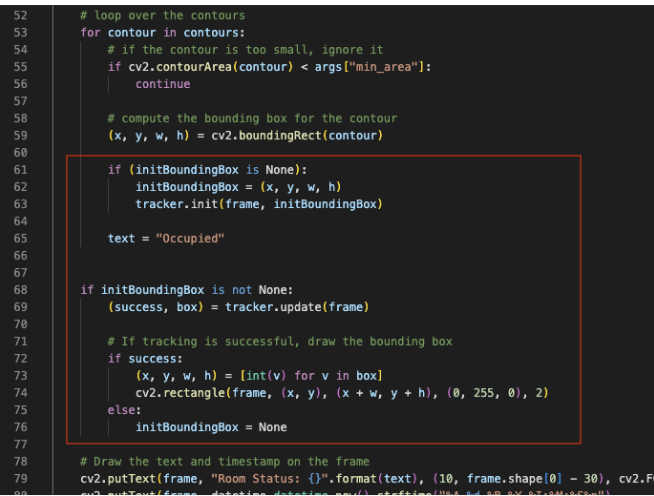 52 # loop over the contours
53 for contour in contours:
54 # if the contour is too small, ignore it
55 if cv2.contourArea(contour) < args["min_area"]:
56 continue
57
58 # compute the bounding box for the contour
59 (x, y, w, h) = cv2.boundingRect(contour)
60
61 if (initBoundingBox is None):
62 initBoundingBox = (x, y, w, h)
63 tracker.init(frame, initBoundingBox)
64
65 text = "Occupied"
66
67
68 if initBoundingBox is not None:
69 (success, box) = tracker.update(frame)
70
71 # If tracking is successful, draw the bounding box
72 if success:
73 (x, y, w, h) = [int(v) for v in box]
74 cv2.rectangle(frame, (x, y), (x + w, y + h), (0, 255, 0), 2)
75 else:
76 initBoundingBox = None
77
78 # Draw the text and timestamp on the frame
79 cv2.putText(frame, "Room Status: {}".format(text), (10, frame.shape[0] - 30), cv2.F